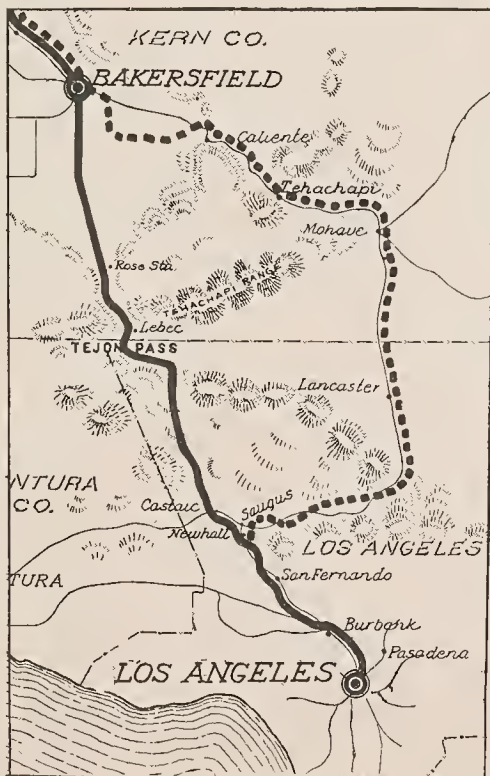 KERN CO.
BAKERSFIELD
Caliente
Tehachapi
Mohave
Rose Sta.
TEHACHAPI RANGE
Lebec
TEJON PASS
Lancaster
NTURA
CO.
Castaic
Saugus
Newhall
LOS ANGELES
TURA
San Fernando
Burbank
Pasadena
LOS ANGELES